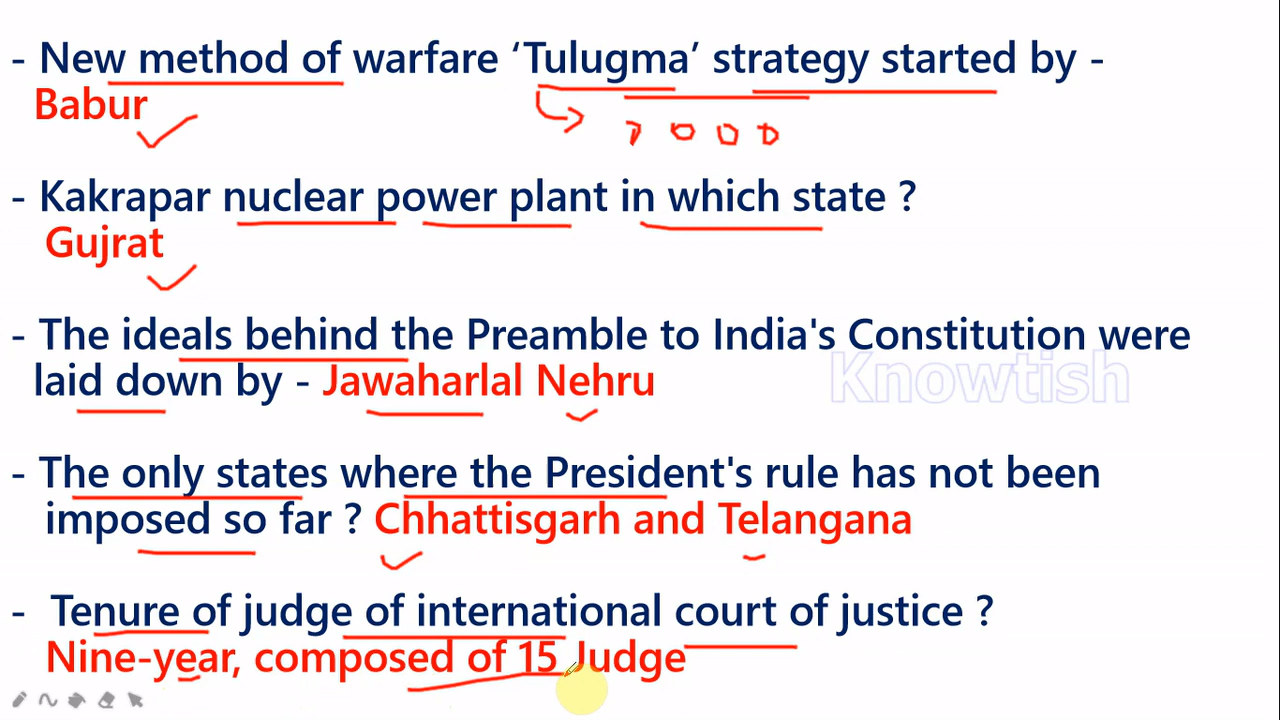 - New method of warfare ‘Tulugma’ strategy started by -
Babur
- Kakrapar nuclear power plant in which state ?
Gujrat
- The ideals behind the Preamble to India's Constitution were
laid down by - Jawaharlal Nehru
Knowtish
- The only states where the President's rule has not been
imposed so far ? Chhattisgarh and Telangana
- Tenure of judge of international court of justice ?
Nine-year, composed of 15 Judge